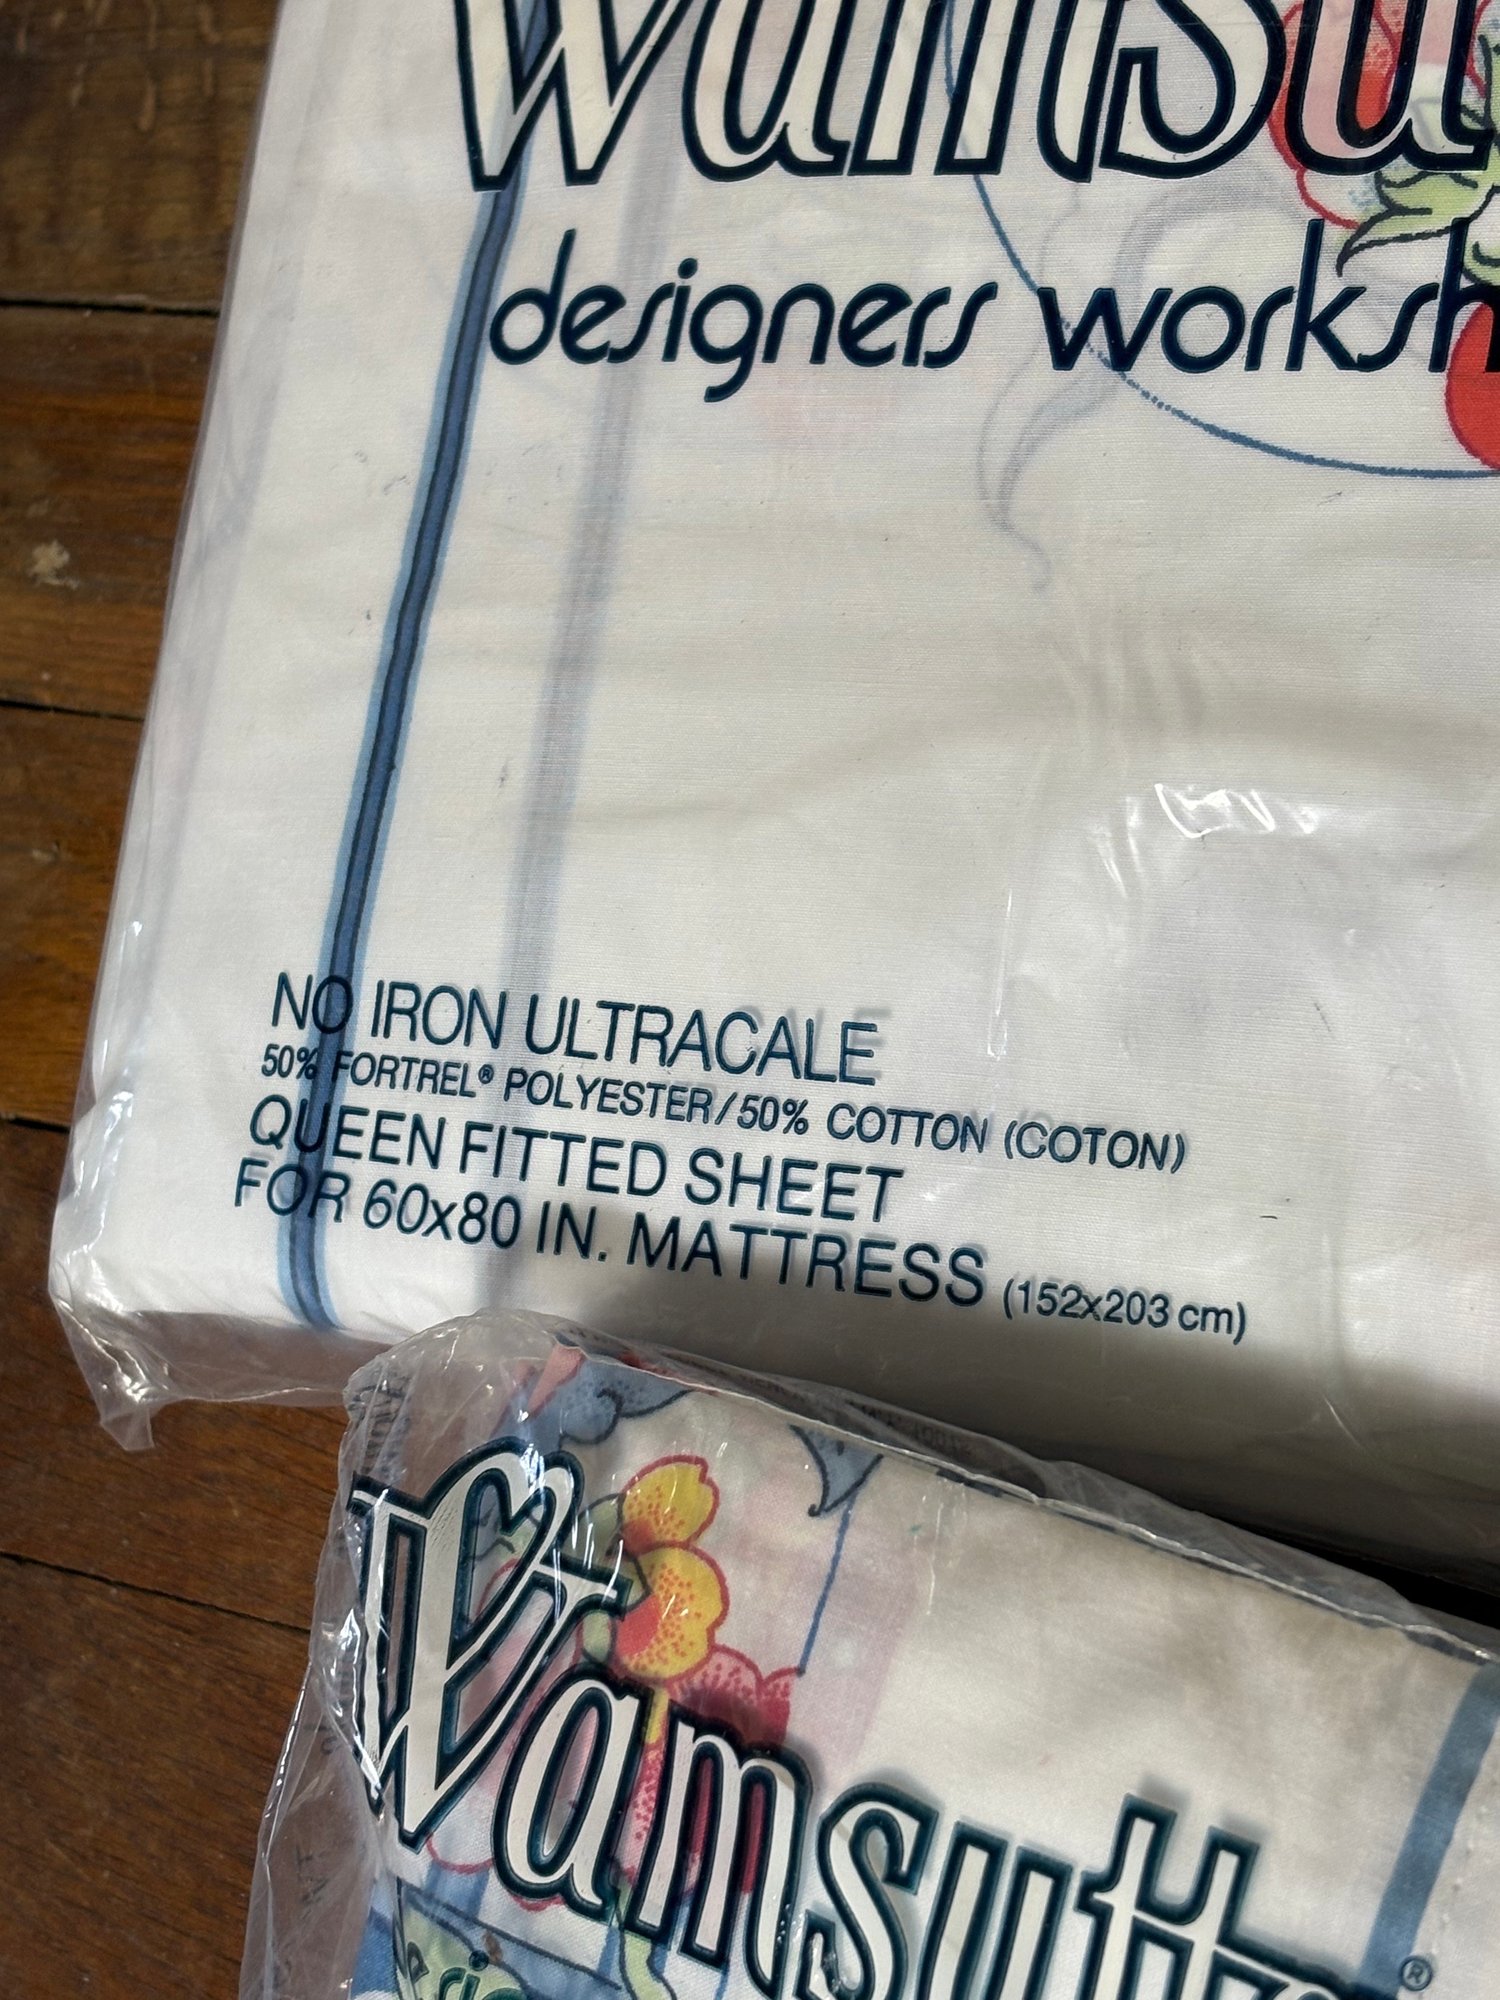 Wamsu
designers worksh
NO IRON ULTRACALE
50% FORTREL® POLYESTER/50% COTTON (COTON)
QUEEN FITTED SHEET
FOR 60x80 IN. MATTRESS (152x203 cm)
Wamsutta®